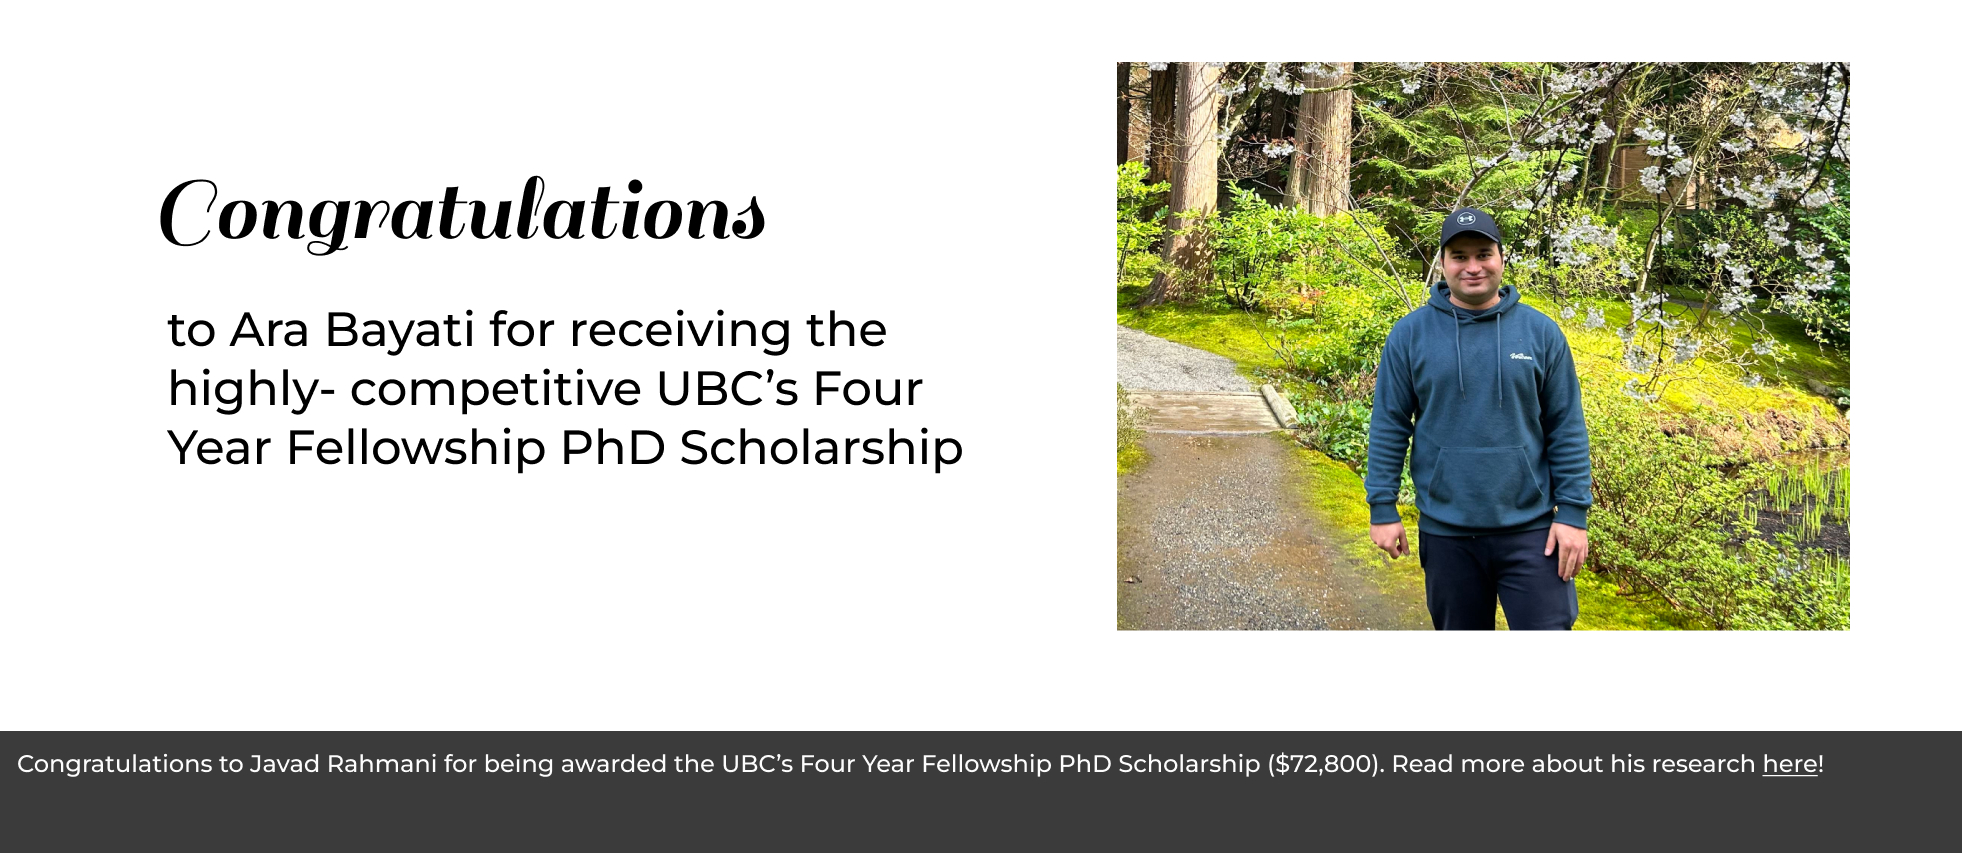 Congratulations
to Ara Bayati for receiving the
highly- competitive UBC’s Four
Year Fellowship PhD Scholarship
Congratulations to Javad Rahmani for being awarded the UBC’s Four Year Fellowship PhD Scholarship ($72,800). Read more about his research here!